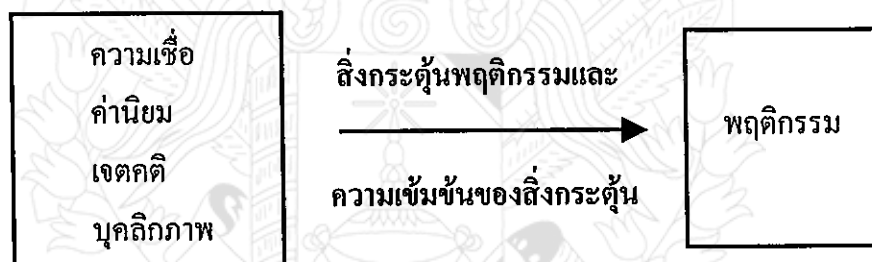 ความเชื่อ
ค่านิยม
เจตคติ
บุคลิกภาพ
สิ่งกระตุ้นพฤติกรรมและ
ความเข้มข้นของสิ่งกระตุ้น
พฤติกรรม